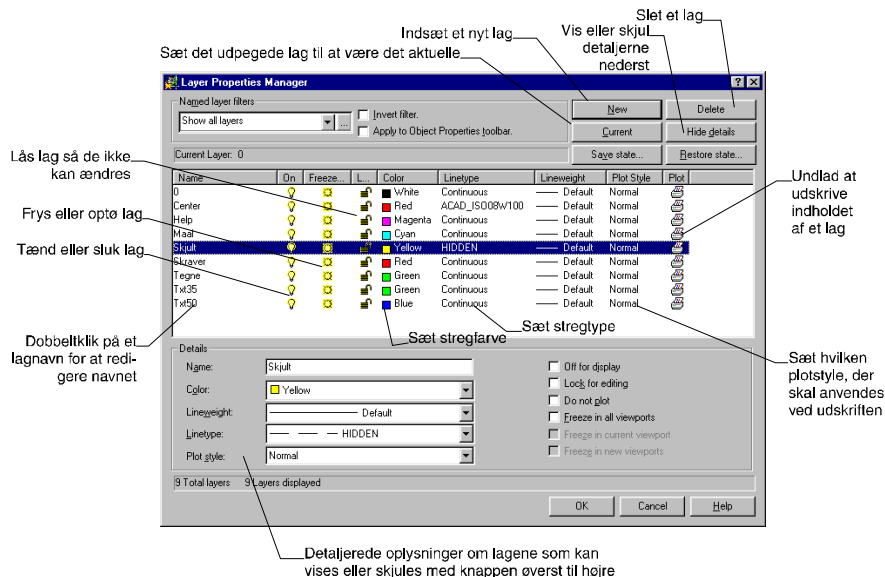 Slet et lag
Indsæt et nyt lag
Vis eller skjul
detaljerne
nederst
Sæt det udpegede lag til at være det aktuelle
Layer Properties Manager
Named layer filters
Show all layers
...
Invert filter.
Apply to Object Properties toolbar.
New
Delete
Current
Hide details
Current Layer: 0
Save state...
Restore state...
Lås lag så de ikke
kan ændres
Frys eller optø lag
Tænd eller sluk lag
Dobbeltklik på et
lagnavn for at redi-
gere navnet
Name On Freeze... L... Color Linetype Lineweight Plot Style Plot
0 White Continuous Default Normal
Center Red ACAD_ISO08W100 Default Normal
Help Magenta Continuous Default Normal
Maal Cyan Continuous Default Normal
Skjult Yellow HIDDEN Default Normal
Skraver Red Continuous Default Normal
Tegne Green Continuous Default Normal
Txt35 Green Continuous Default Normal
Txt50 Blue Continuous Default Normal
Undlad at
udskrive
indholdet
af et lag
Sæt stregtype
Sæt stregfarve
Sæt hvilken
plotstyle, der
skal anvendes
ved udskriften
Details
Name: Skjult
Color: Yellow
Lineweight: Default
Linetype: HIDDEN
Plot style: Normal
Off for display
Lock for editing
Do not plot
Freeze in all viewports
Freeze in current viewport
Freeze in new viewports
9 Total layers 9 Layers displayed
OK Cancel Help
Detaljerede oplysninger om lagene som kan
vises eller skjules med knappen øverst til højre